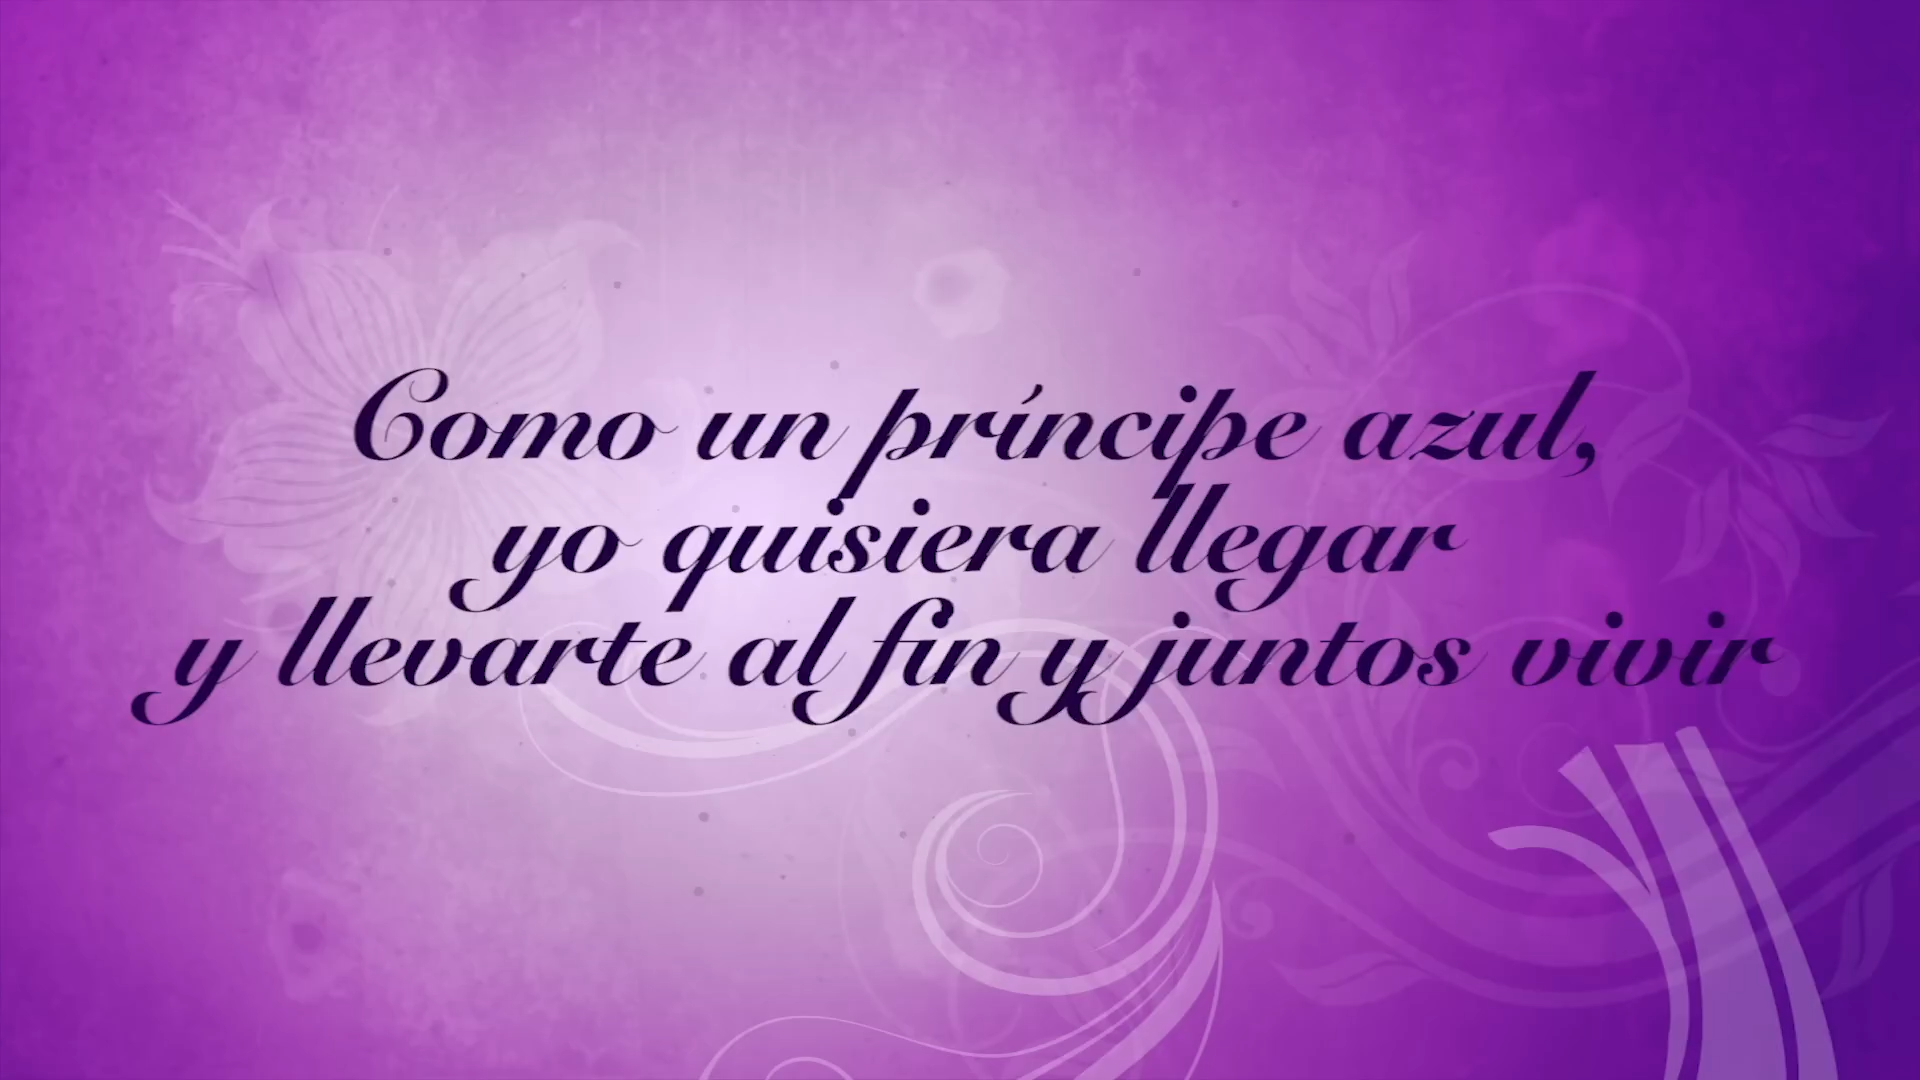 Como un príncipe azul,
yo quisiera llegar
y llevarte al fin y juntos vivir